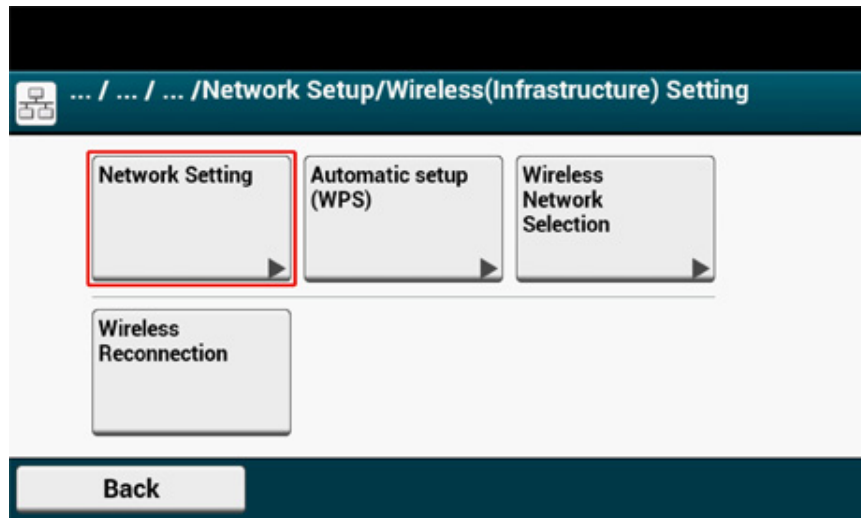 ... / ... / ... /Network Setup/Wireless(Infrastructure) Setting
Network Setting
Automatic setup
(WPS)
Wireless
Network
Selection
Wireless
Reconnection
Back